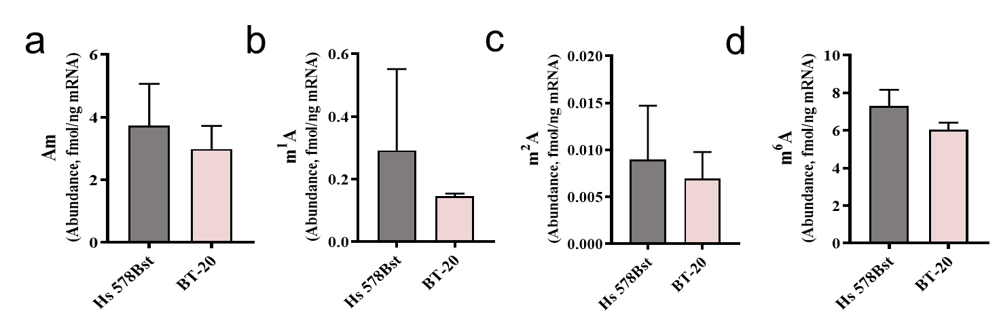 a
Am
(Abundance, fmol/ng mRNA)
6
4
2
0
Hs 578Bst
BT-20
b
m¹A
(Abundance, fmol/ng mRNA)
0.6
0.4
0.2
0.0
Hs 578Bst
BT-20
c
m²A
(Abundance, fmol/ng mRNA)
0.020
0.015
0.010
0.005
0.000
Hs 578Bst
BT-20
d
m⁶A
(Abundance, fmol/ng mRNA)
10
8
6
4
2
0
Hs 578Bst
BT-20